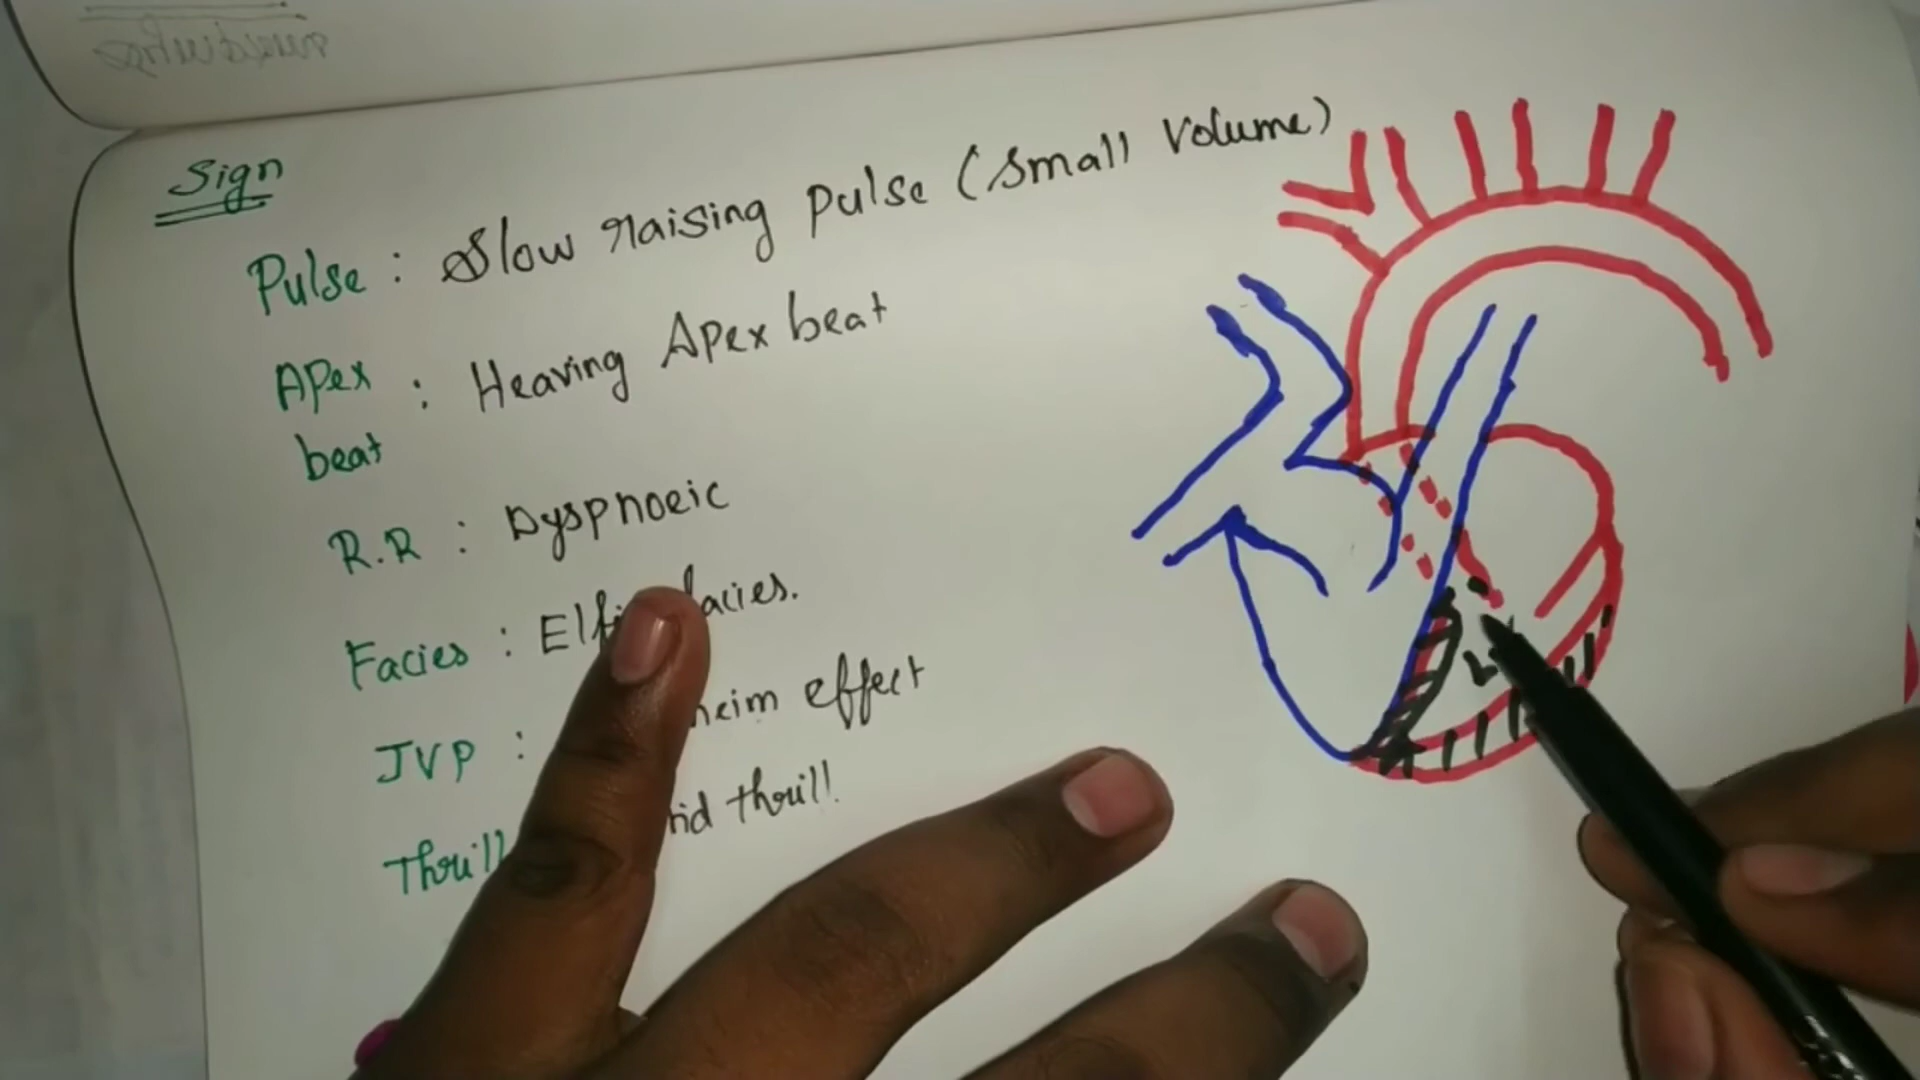 Sign
Pulse : Slow raising pulse (small volume)
Apex : Heaving Apex beat
beat
R.R : Dyspnoeic
Facies : facies.
JVP : effect
Thrill thrill